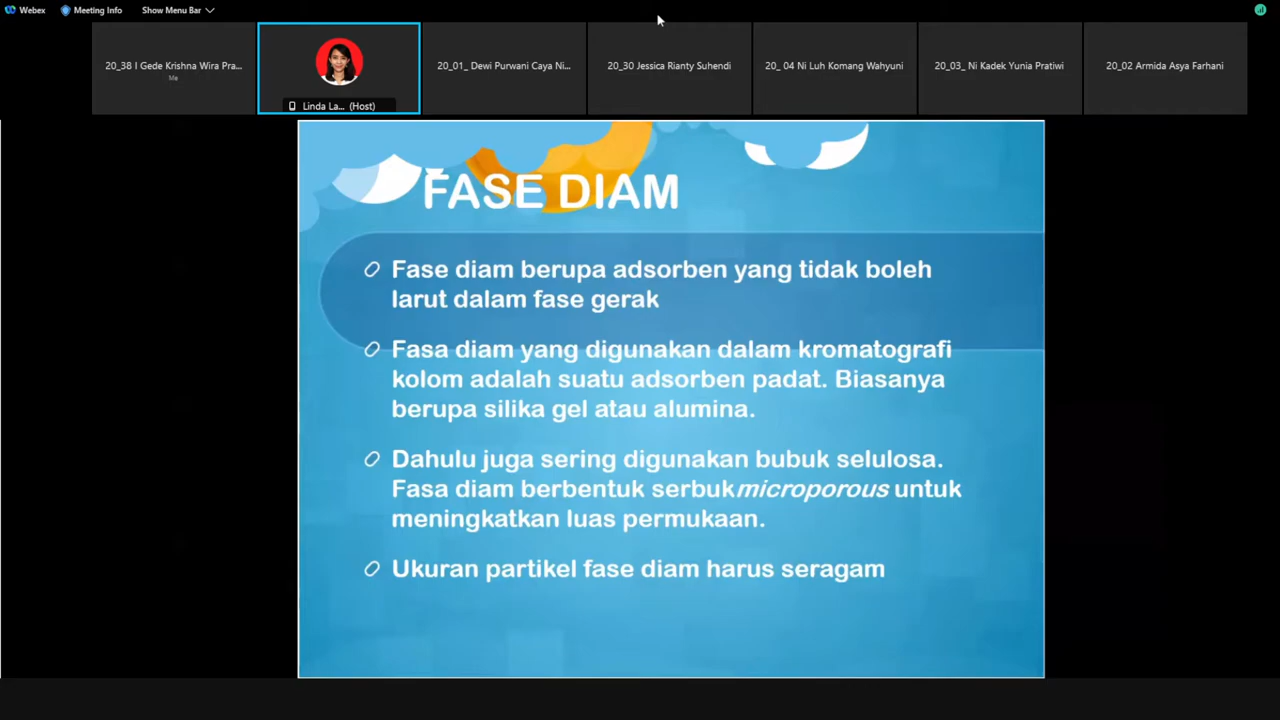 Webex Meeting Info Show Menu Bar
20_38 I Gede Krishna Wira Pra...
Me
Linda La... (Host)
20_01_ Dewi Purwani Caya Ni...
20_30 Jessica Rianty Suhendi
20_ 04 Ni Luh Komang Wahyuni
20_03_ Ni Kadek Yunia Pratiwi
20_02 Armida Asya Farhani
FASE DIAM
Fase diam berupa adsorben yang tidak boleh
larut dalam fase gerak
Fasa diam yang digunakan dalam kromatografi
kolom adalah suatu adsorben padat. Biasanya
berupa silika gel atau alumina.
Dahulu juga sering digunakan bubuk selulosa.
Fasa diam berbentuk serbukmicroporous untuk
meningkatkan luas permukaan.
Ukuran partikel fase diam harus seragam